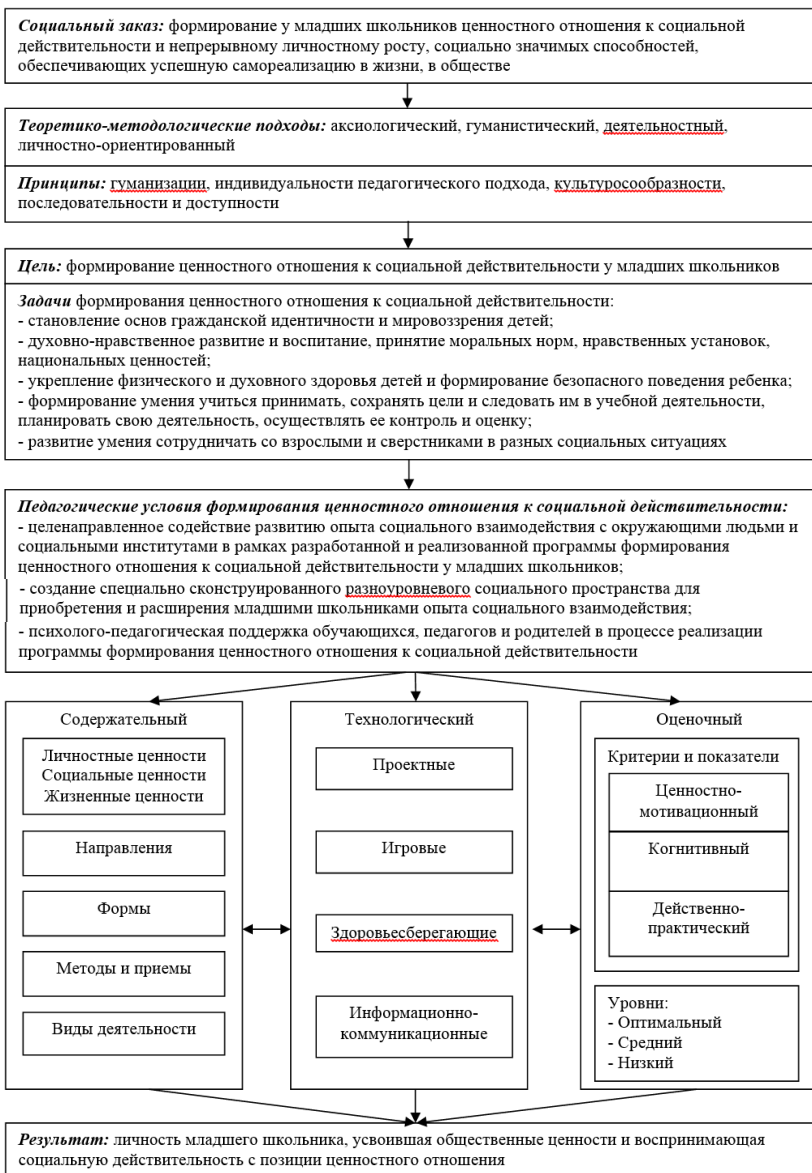 Социальный заказ: формирование у младших школьников ценностного отношения к социальной
действительности и непрерывному личностному росту, социально значимых способностей,
обеспечивающих успешную самореализацию в жизни, в обществе
Теоретико-методологические подходы: аксиологический, гуманистический, деятельностный,
личностно-ориентированный
Принципы: гуманизации, индивидуальности педагогического подхода, культуросообразности,
последовательности и доступности
Цель: формирование ценностного отношения к социальной действительности у младших школьников
Задачи формирования ценностного отношения к социальной действительности:
- становление основ гражданской идентичности и мировоззрения детей;
- духовно-нравственное развитие и воспитание, принятие моральных норм, нравственных установок,
национальных ценностей;
- укрепление физического и духовного здоровья детей и формирование безопасного поведения ребенка;
- формирование умения учиться принимать, сохранять цели и следовать им в учебной деятельности,
планировать свою деятельность, осуществлять ее контроль и оценку;
- развитие умения сотрудничать со взрослыми и сверстниками в разных социальных ситуациях
Педагогические условия формирования ценностного отношения к социальной действительности:
- целенаправленное содействие развитию опыта социального взаимодействия с окружающими людьми и
социальными институтами в рамках разработанной и реализованной программы формирования
ценностного отношения к социальной действительности у младших школьников;
- создание специально сконструированного разноуровневого социального пространства для
приобретения и расширения младшими школьниками опыта социального взаимодействия;
- психолого-педагогическая поддержка обучающихся, педагогов и родителей в процессе реализации
программы формирования ценностного отношения к социальной действительности
Содержательный
Личностные ценности
Социальные ценности
Жизненные ценности
Направления
Формы
Методы и приемы
Виды деятельности
Технологический
Проектные
Игровые
Здоровьесберегающие
Информационно-
коммуникационные
Оценочный
Критерии и показатели
Ценностно-
мотивационный
Когнитивный
Действенно-
практический
Уровни:
- Оптимальный
- Средний
- Низкий
Результат: личность младшего школьника, усвоившая общественные ценности и воспринимающая
социальную действительность с позиции ценностного отношения